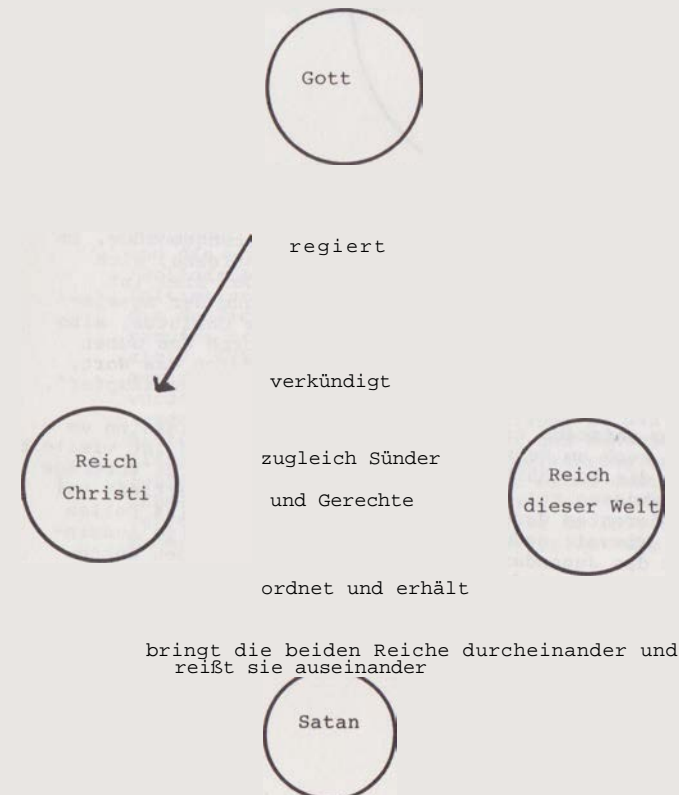 Gott
regiert
verkündigt
Reich
Christi
zugleich Sünder
und Gerechte
Reich
dieser Welt
ordnet und erhält
bringt die beiden Reiche durcheinander und
reißt sie auseinander
Satan